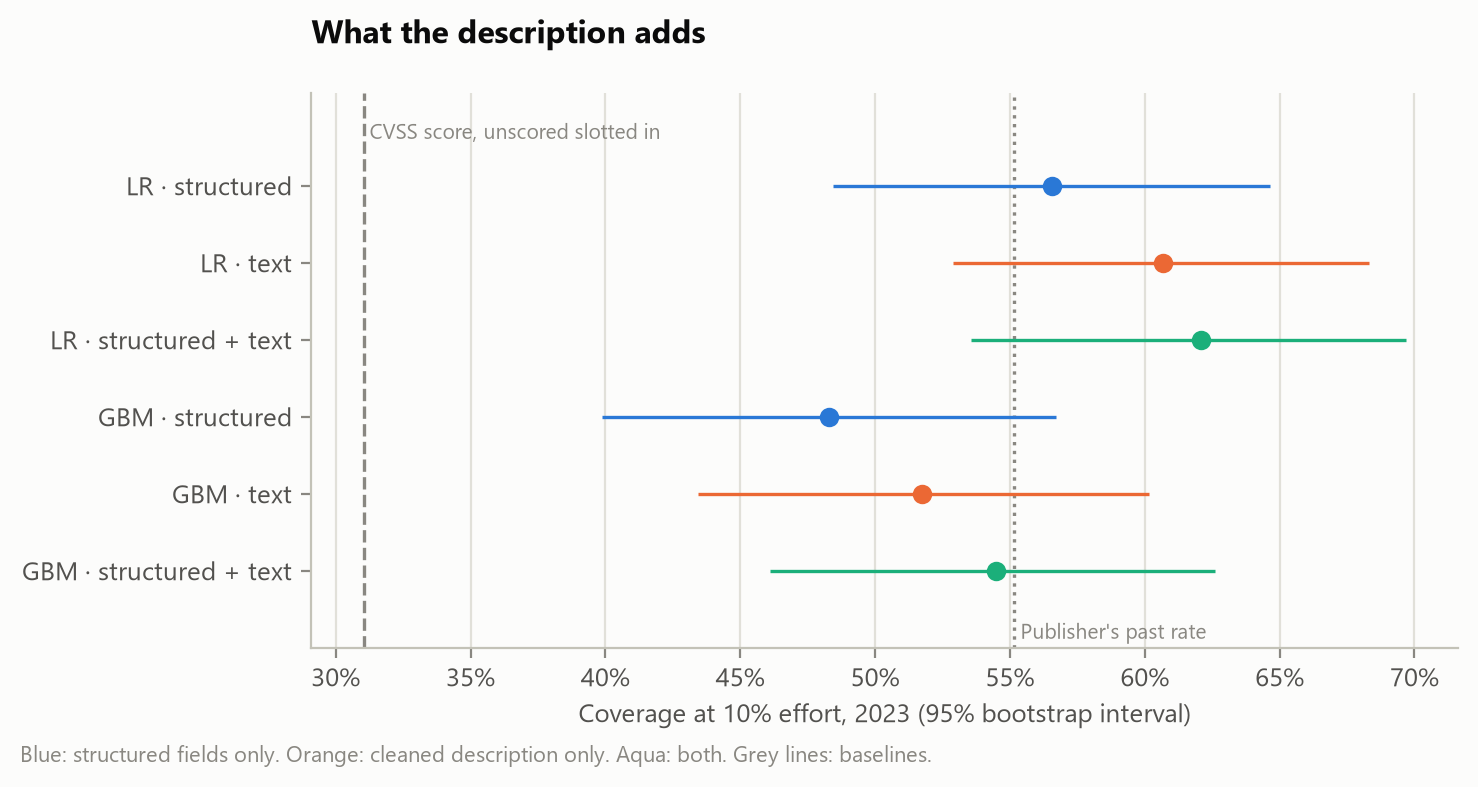 What the description adds
CVSS score, unscored slotted in
LR · structured
LR · text
LR · structured + text
GBM · structured
GBM · text
GBM · structured + text
Publisher's past rate
30% 35% 40% 45% 50% 55% 60% 65% 70%
Coverage at 10% effort, 2023 (95% bootstrap interval)
Blue: structured fields only. Orange: cleaned description only. Aqua: both. Grey lines: baselines.